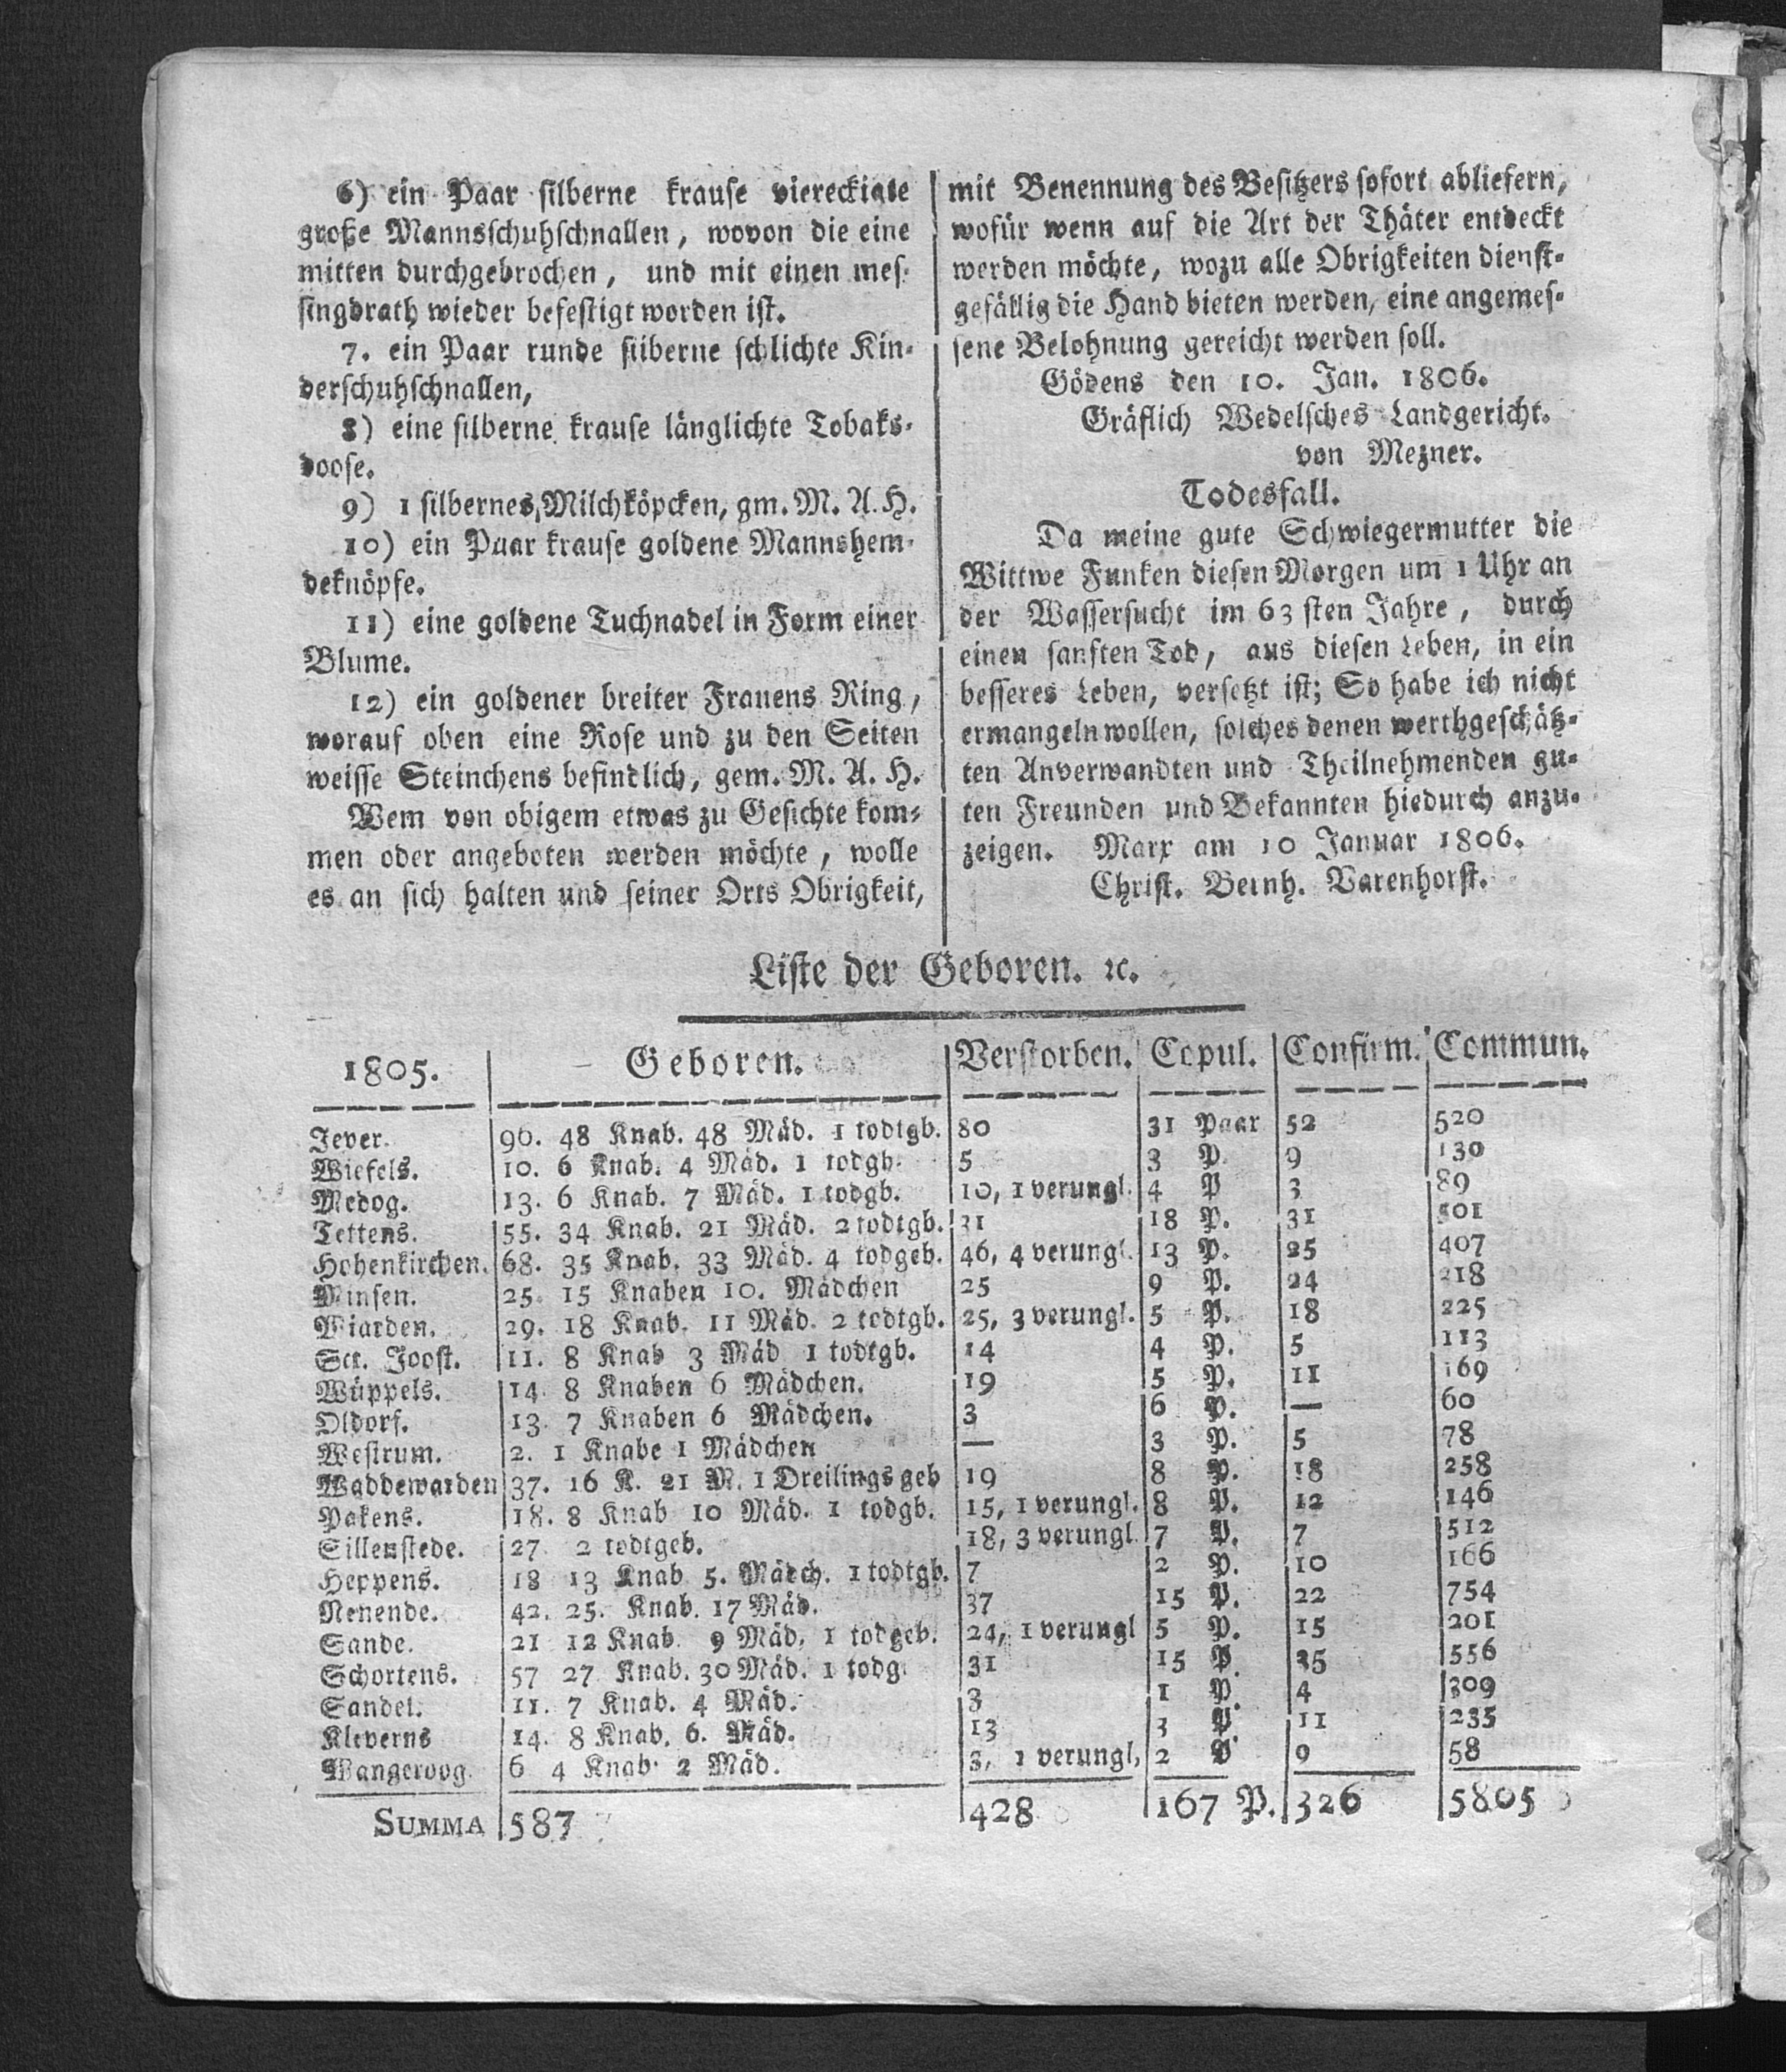 6) ein Paar silberne krause viereckigte
große Mannsschuhschnallen, wovon die eine
mitten durchgebrochen, und mit einen mes-
singdrath wieder befestigt worden ist.
7. ein Paar runde silberne schlichte Kin-
derschuhschnallen,
8) eine silberne krause länglichte Tobaks-
doose.
9) 1 silbernes Milchköpcken, gm. M. A. H.
10) ein Paar krause goldene Mannshem-
deknöpfe.
11) eine goldene Tuchnadel in Form einer
Blume.
12) ein goldener breiter Frauens Ring,
worauf oben eine Rose und zu den Seiten
weisse Steinchens befindlich, gem. M. A. H.
Wem von obigem etwas zu Gesichte kom-
men oder angeboten werden möchte, wolle
es an sich halten und seiner Orts Obrigkeit,
mit Benennung des Besitzers sofort abliefern,
wofür wenn auf die Art der Thäter entdeckt
werden möchte, wozu alle Obrigkeiten dienst-
gefällig die Hand bieten werden, eine angemes-
sene Belohnung gereicht werden soll.
Gödens den 10. Jan. 1806.
Gräflich Wedelsches Landgericht.
von Mezner.
Todesfall.
Da meine gute Schwiegermutter die
Wittwe Funken diesen Morgen um 1 Uhr an
der Wassersucht im 63 sten Jahre, durch
einen sanften Tod, aus diesen Leben, in ein
besseres Leben, versetzt ist; So habe ich nicht
ermangeln wollen, solches denen werthgeschätz-
ten Anverwandten und Theilnehmenden gu-
ten Freunden und Bekannten hiedurch anzu-
zeigen. Marx am 10 Januar 1806.
Christ. Bernh. Varenhorst.
Liste der Geboren. ꝛc.
1805. Geboren. Verstorben. Copul. Confirm. Commun.
Jever. 96. 48 Knab. 48 Mäd. 1 todtgb. 80 31 Paar 52 520
Wiefels. 10. 6 Knab. 4 Mäd. 1 todgb. 5 3 P. 9 130
Medog. 13. 6 Knab. 7 Mäd. 1 todgb. 10, 1 verungl. 4 P 3 89
Tettens. 55. 34 Knab. 21 Mäd. 2 todtgb. 31 18 P. 31 501
Hohenkirchen. 68. 35 Knab. 33 Mäd. 4 todgeb. 46, 4 verungl. 13 P. 25 407
Minsen. 25. 15 Knaben 10. Mädchen 25 9 P. 24 218
Wiarden. 29. 18 Knab. 11 Mäd. 2 todtgb. 25, 3 verungl. 5 P. 18 225
Sct. Joost. 11. 8 Knab 3 Mäd 1 todtgb. 14 4 P. 5 113
Wüppels. 14. 8 Knaben 6 Mädchen. 19 5 P. 11 169
Oldorf. 13. 7 Knaben 6 Mädchen. 3 6 P. — 60
Westrum. 2. 1 Knabe 1 Mädchen — 3 P. 5 78
Waddewarden 37. 16 K. 21 M. 1 Dreilings geb 19 8 P. 18 258
Pakens. 18. 8 Knab 10 Mäd. 1 todgb. 15, 1 verungl. 8 P. 12 146
Sillenstede. 27 2 todtgeb. 18, 3 verungl. 7 P. 7 512
Heppens. 18 13 Knab 5. Mädch. 1 todtgb. 7 2 P. 10 166
Nenende. 42. 25. Knab. 17 Mäd. 37 15 P. 22 754
Sande. 21 12 Knab. 9 Mäd. 1 todgeb. 24, 1 verungl 5 P. 15 201
Schortens. 57 27 Knab. 30 Mäd. 1 todg. 31 15 P. 35 556
Sandel. 11. 7 Knab. 4 Mäd. 3 1 P. 4 309
Kleverns 14. 8 Knab. 6. Mäd. 13 3 P. 11 235
Wangeroog. 6 4 Knab. 2 Mäd. 3, 1 verungl, 2 P 9 58
SUMMA 587 428 167 P. 326 5805